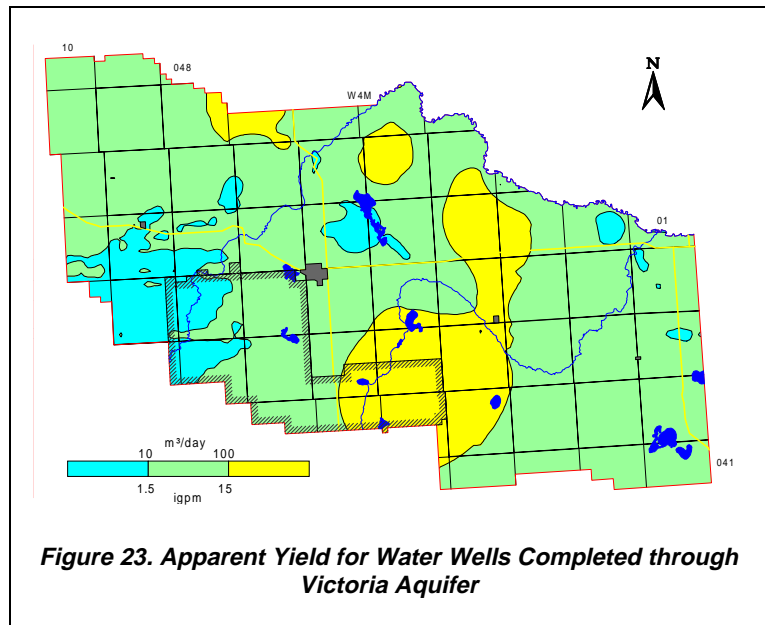 10
048
W4M
N
01
m³/day
10 100
1.5 15
igpm
041
Figure 23. Apparent Yield for Water Wells Completed through
Victoria Aquifer